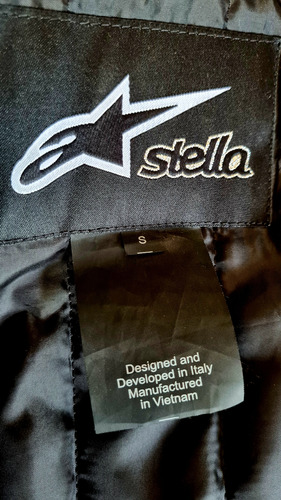 stella
S
Designed and
Developed in Italy
Manufactured
in Vietnam